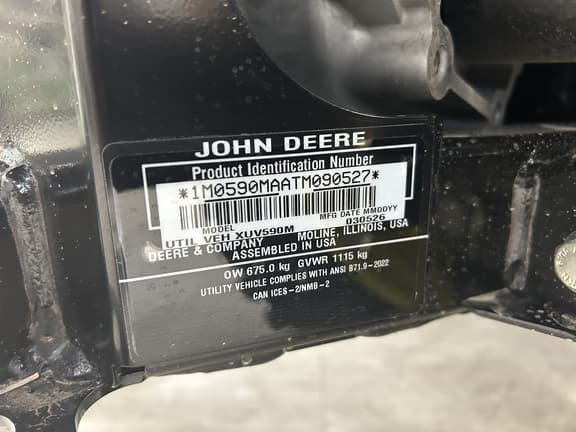 JOHN DEERE
Product Identification Number
*1M0590MAATM090527*
MODEL MFG DATE MMDDYY
UTIL VEH XUV590M 030526
DEERE & COMPANY MOLINE, ILLINOIS, USA
ASSEMBLED IN USA
OW 675.0 kg GVWR 1115 kg
UTILITY VEHICLE COMPLIES WITH ANSI B71.9-2022
CAN ICES-2/NMB-2